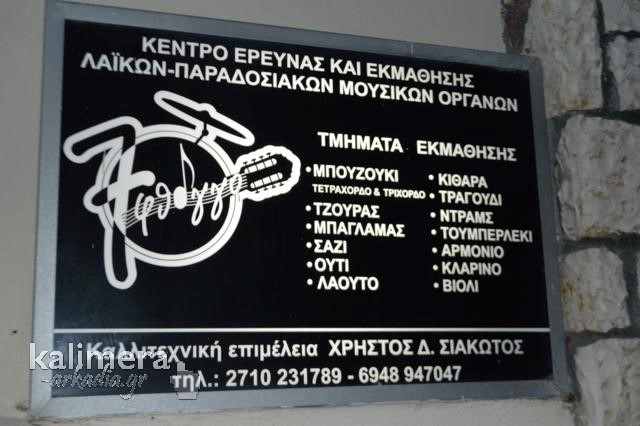 ΚΕΝΤΡΟ ΕΡΕΥΝΑΣ ΚΑΙ ΕΚΜΑΘΗΣΗΣ
ΛΑΪΚΩΝ-ΠΑΡΑΔΟΣΙΑΚΩΝ ΜΟΥΣΙΚΩΝ ΟΡΓΑΝΩΝ
7φθογγο
ΤΜΗΜΑΤΑ ΕΚΜΑΘΗΣΗΣ
• ΜΠΟΥΖΟΥΚΙ
ΤΕΤΡΑΧΟΡΔΟ & ΤΡΙΧΟΡΔΟ
• ΤΖΟΥΡΑΣ
• ΜΠΑΓΛΑΜΑΣ
• ΣΑΖΙ
• ΟΥΤΙ
• ΛΑΟΥΤΟ
• ΚΙΘΑΡΑ
• ΤΡΑΓΟΥΔΙ
• ΝΤΡΑΜΣ
• ΤΟΥΜΠΕΡΛΕΚΙ
• ΑΡΜΟΝΙΟ
• ΚΛΑΡΙΝΟ
• ΒΙΟΛΙ
Καλλιτεχνική επιμέλεια ΧΡΗΣΤΟΣ Δ. ΣΙΑΚΩΤΟΣ
τηλ.: 2710 231789 - 6948 947047
kalimera
-arkadia.gr